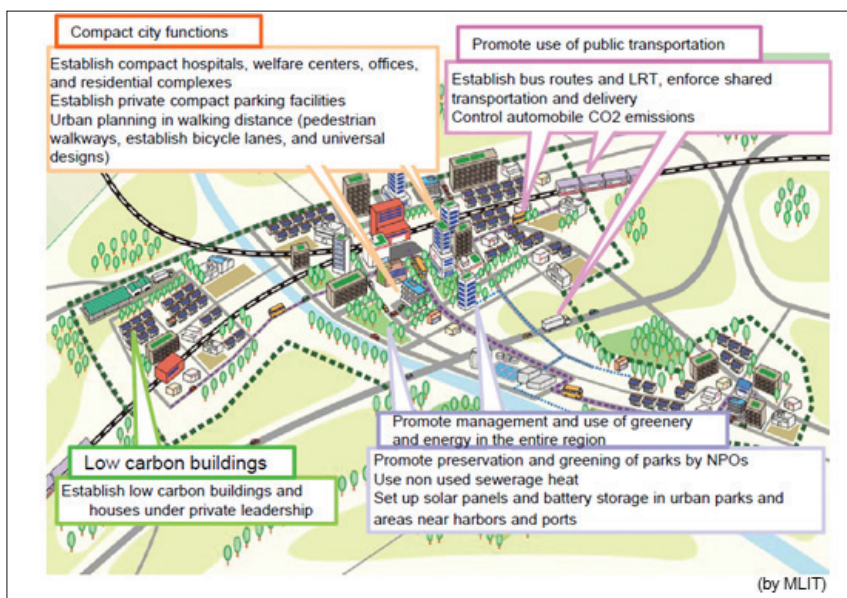 Compact city functions
Establish compact hospitals, welfare centers, offices,
and residential complexes
Establish private compact parking facilities
Urban planning in walking distance (pedestrian
walkways, establish bicycle lanes, and universal
designs)
Promote use of public transportation
Establish bus routes and LRT, enforce shared
transportation and delivery
Control automobile CO2 emissions
Low carbon buildings
Establish low carbon buildings and
houses under private leadership
Promote management and use of greenery
and energy in the entire region
Promote preservation and greening of parks by NPOs
Use non used sewerage heat
Set up solar panels and battery storage in urban parks and
areas near harbors and ports
(by MLIT)